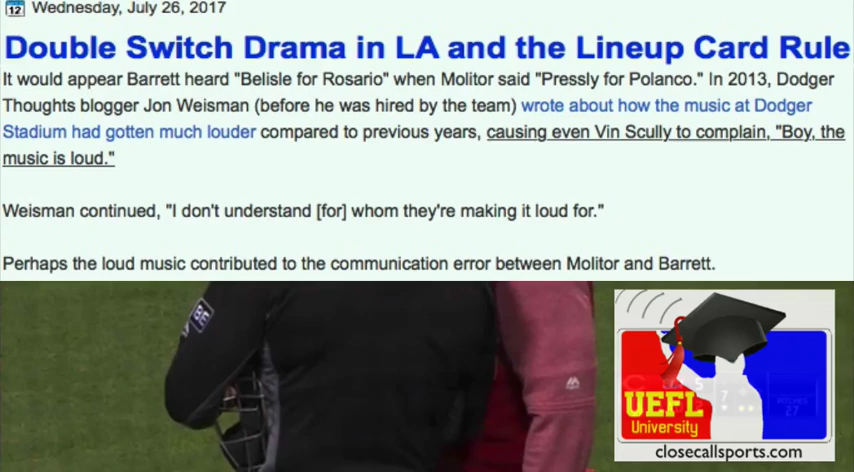 12 Wednesday, July 26, 2017
Double Switch Drama in LA and the Lineup Card Rule
It would appear Barrett heard "Belisle for Rosario" when Molitor said "Pressly for Polanco." In 2013, Dodger
Thoughts blogger Jon Weisman (before he was hired by the team) wrote about how the music at Dodger
Stadium had gotten much louder compared to previous years, causing even Vin Scully to complain, "Boy, the
music is loud."
Weisman continued, "I don't understand [for] whom they're making it loud for."
Perhaps the loud music contributed to the communication error between Molitor and Barrett.
UEFL
University
7
PITCHES
27
closecallsports.com